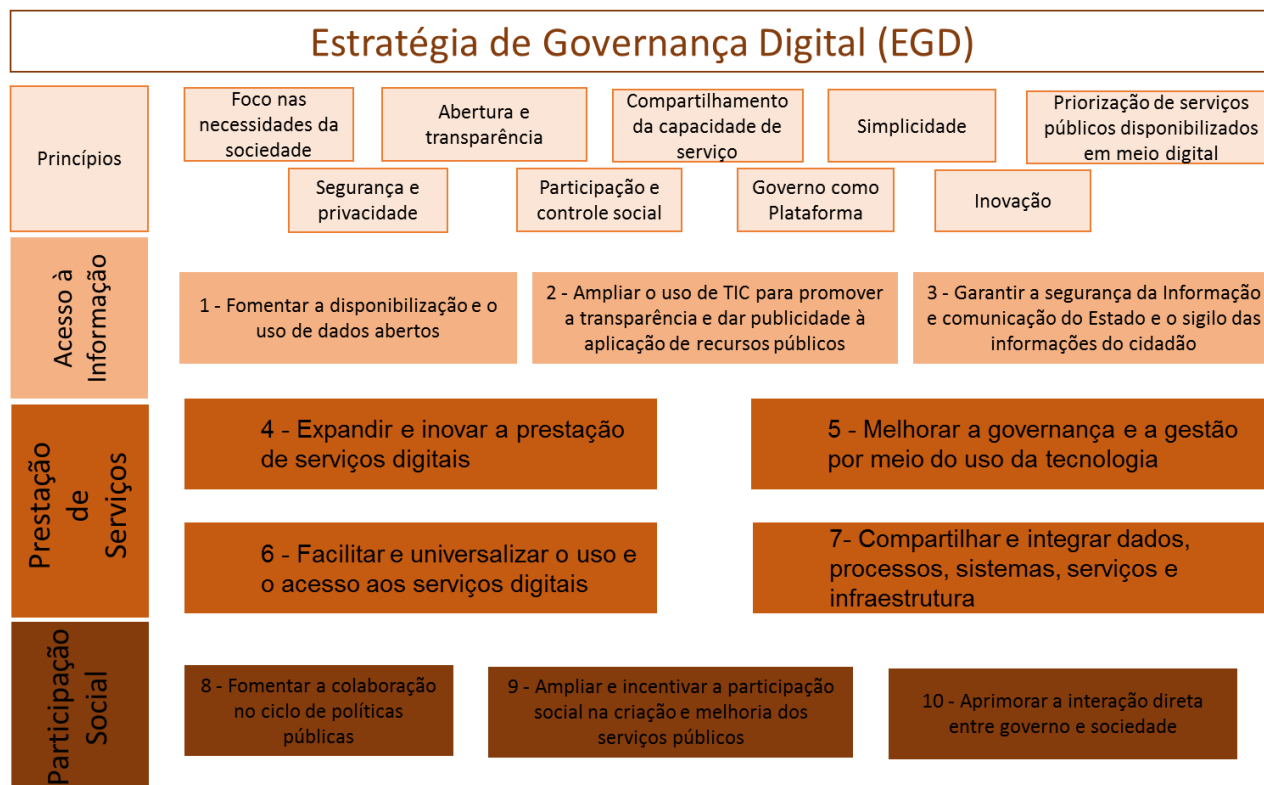 Estratégia de Governança Digital (EGD)
Princípios
Foco nas
necessidades da
sociedade
Abertura e
transparência
Compartilhamento
da capacidade de
serviço
Simplicidade
Priorização de serviços
públicos disponibilizados
em meio digital
Segurança e
privacidade
Participação e
controle social
Governo como
Plataforma
Inovação
Acesso à
Informação
1 - Fomentar a disponibilização e o
uso de dados abertos
2 - Ampliar o uso de TIC para promover
a transparência e dar publicidade à
aplicação de recursos públicos
3 - Garantir a segurança da Informação
e comunicação do Estado e o sigilo das
informações do cidadão
Prestação
de
Serviços
4 - Expandir e inovar a prestação
de serviços digitais
5 - Melhorar a governança e a gestão
por meio do uso da tecnologia
6 - Facilitar e universalizar o uso e
o acesso aos serviços digitais
7- Compartilhar e integrar dados,
processos, sistemas, serviços e
infraestrutura
Participação
Social
8 - Fomentar a colaboração
no ciclo de políticas
públicas
9 - Ampliar e incentivar a participação
social na criação e melhoria dos
serviços públicos
10 - Aprimorar a interação direta
entre governo e sociedade